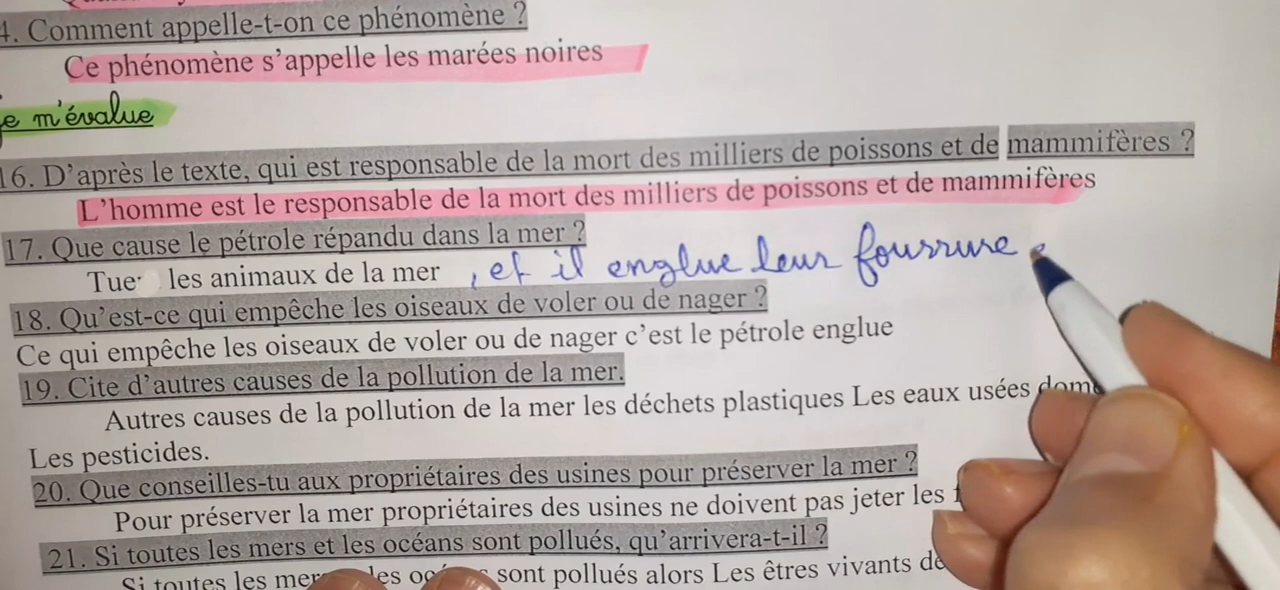 4. Comment appelle-t-on ce phénomène ?
Ce phénomène s’appelle les marées noires
e m'évalue
16. D’après le texte, qui est responsable de la mort des milliers de poissons et de mammifères ?
L’homme est le responsable de la mort des milliers de poissons et de mammifères
17. Que cause le pétrole répandu dans la mer ?
Tue les animaux de la mer , et il englue leur fourrure
18. Qu’est-ce qui empêche les oiseaux de voler ou de nager ?
Ce qui empêche les oiseaux de voler ou de nager c’est le pétrole englue
19. Cite d’autres causes de la pollution de la mer.
Autres causes de la pollution de la mer les déchets plastiques Les eaux usées
Les pesticides.
20. Que conseilles-tu aux propriétaires des usines pour préserver la mer ?
Pour préserver la mer propriétaires des usines ne doivent pas jeter les
21. Si toutes les mers et les océans sont pollués, qu’arrivera-t-il ?
Si toutes les sont pollués alors Les êtres vivants